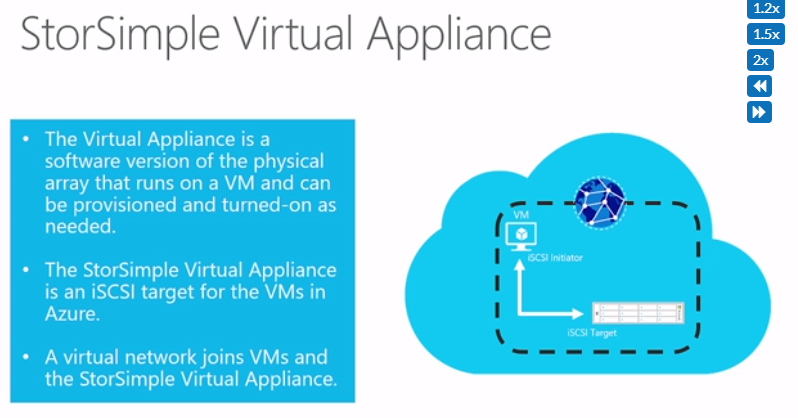 StorSimple Virtual Appliance
1.2x
1.5x
2x
• The Virtual Appliance is a
software version of the physical
array that runs on a VM and can
be provisioned and turned-on as
needed.
• The StorSimple Virtual Appliance
is an iSCSI target for the VMs in
Azure.
• A virtual network joins VMs and
the StorSimple Virtual Appliance.
VM
iSCSI Initiator
iSCSI Target